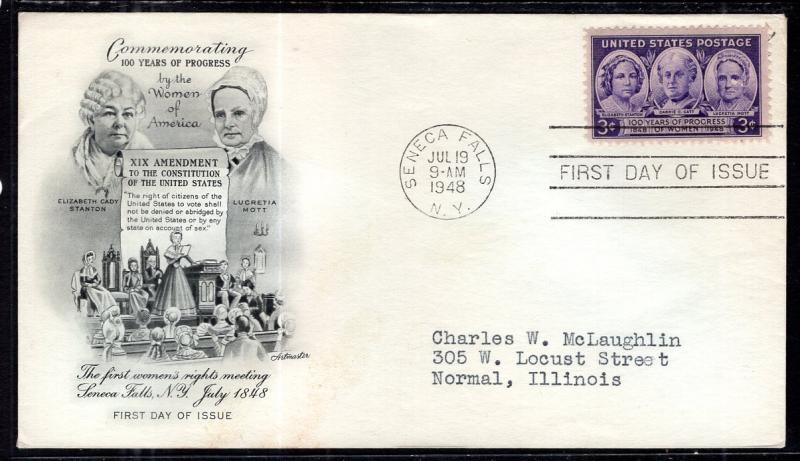 Commemorating
100 YEARS OF PROGRESS
by the
Women
of
America
XIX AMENDMENT
TO THE CONSTITUTION
OF THE UNITED STATES
"The right of citizens of the
United States to vote shall
not be denied or abridged by
the United States or by any
state on account of sex."
ELIZABETH CADY
STANTON
LUCRETIA
MOTT
Artmaster
The first women's rights meeting
Seneca Falls, N.Y. July 1848
FIRST DAY OF ISSUE
SENECA FALLS
JUL 19
9-AM
1948
N.Y.
UNITED STATES POSTAGE
ELIZABETH STANTON
CARRIE C. CATT
LUCRETIA MOTT
3¢ 100 YEARS OF PROGRESS 3¢
1848 OF WOMEN 1948
FIRST DAY OF ISSUE
Charles W. McLaughlin
305 W. Locust Street
Normal, Illinois